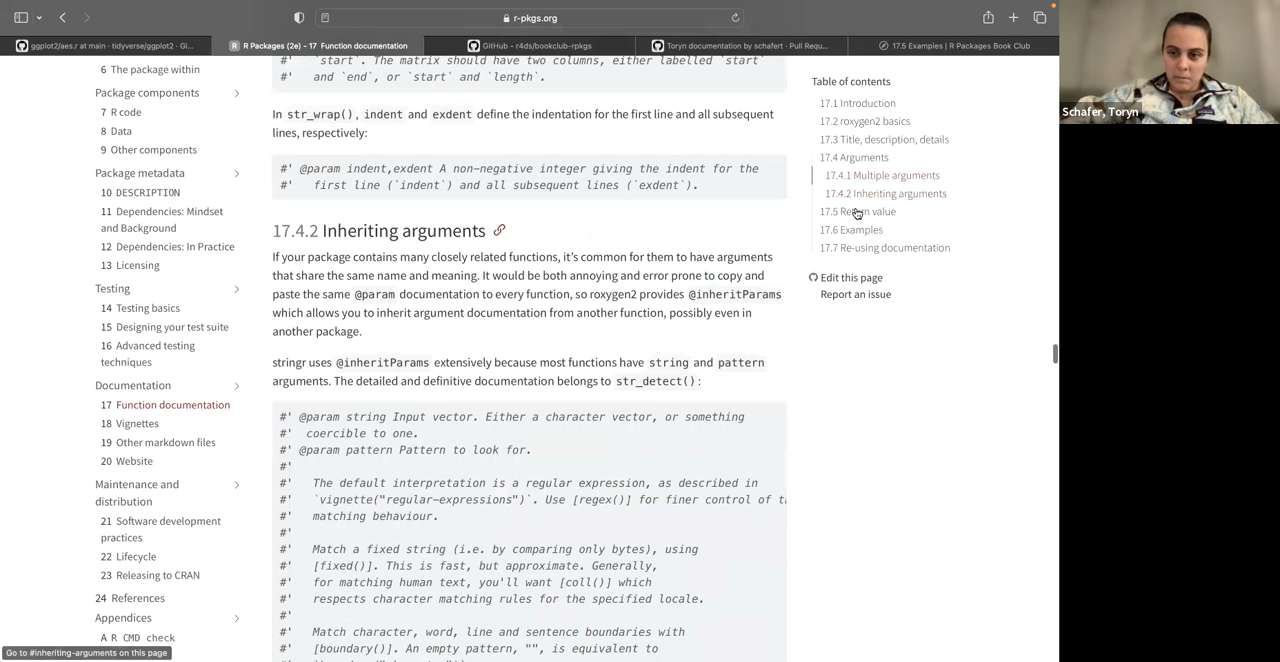 r-pkgs.org
ggplot2/aes.r at main · tidyverse/ggplot2 · Gi...
R Packages (2e) - 17 Function documentation
GitHub - r4ds/bookclub-rpkgs
Toryn documentation by schafert · Pull Requ...
17.5 Examples | R Packages Book Club
Schafer, Toryn
6 The package within
Package components
7 R code
8 Data
9 Other components
Package metadata
10 DESCRIPTION
11 Dependencies: Mindset
and Background
12 Dependencies: In Practice
13 Licensing
Testing
14 Testing basics
15 Designing your test suite
16 Advanced testing
techniques
Documentation
17 Function documentation
18 Vignettes
19 Other markdown files
20 Website
Maintenance and
distribution
21 Software development
practices
22 Lifecycle
23 Releasing to CRAN
24 References
Appendices
A R CMD check
Go to #inheriting-arguments on this page
#' `start`. The matrix should have two columns, either labelled `start`
#' and `end`, or `start` and `length`.
In str_wrap(), indent and exdent define the indentation for the first line and all subsequent
lines, respectively:
#' @param indent,exdent A non-negative integer giving the indent for the
#' first line (`indent`) and all subsequent lines (`exdent`).
17.4.2 Inheriting arguments
If your package contains many closely related functions, it's common for them to have arguments
that share the same name and meaning. It would be both annoying and error prone to copy and
paste the same @param documentation to every function, so roxygen2 provides @inheritParams
which allows you to inherit argument documentation from another function, possibly even in
another package.
stringr uses @inheritParams extensively because most functions have string and pattern
arguments. The detailed and definitive documentation belongs to str_detect():
#' @param string Input vector. Either a character vector, or something
#' coercible to one.
#' @param pattern Pattern to look for.
#'
#' The default interpretation is a regular expression, as described in
#' `vignette("regular-expressions")`. Use [regex()] for finer control of t
#' matching behaviour.
#'
#' Match a fixed string (i.e. by comparing only bytes), using
#' [fixed()]. This is fast, but approximate. Generally,
#' for matching human text, you'll want [coll()] which
#' respects character matching rules for the specified locale.
#'
#' Match character, word, line and sentence boundaries with
#' [boundary()]. An empty pattern, "", is equivalent to
Table of contents
17.1 Introduction
17.2 roxygen2 basics
17.3 Title, description, details
17.4 Arguments
17.4.1 Multiple arguments
17.4.2 Inheriting arguments
17.5 Return value
17.6 Examples
17.7 Re-using documentation
Edit this page
Report an issue